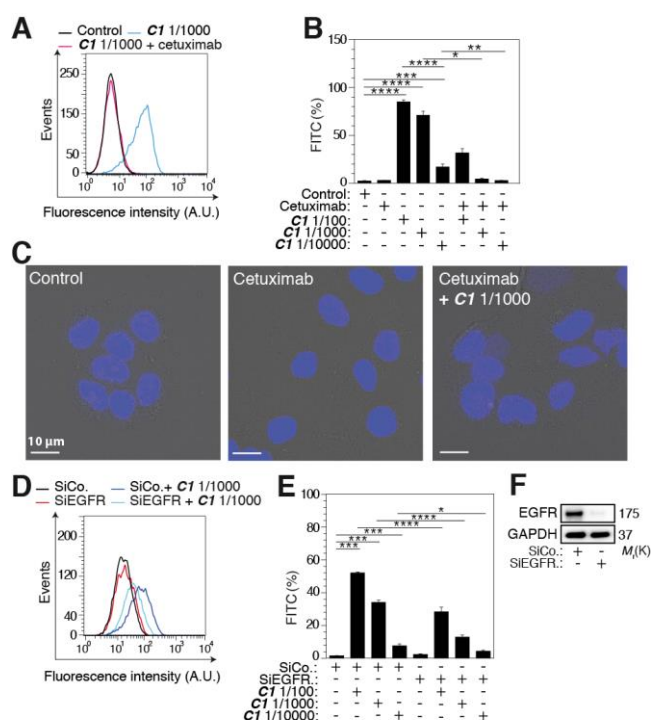 A
Control C1 1/1000
C1 1/1000 + cetuximab
Events
250
150
50
0
10⁰ 10¹ 10² 10³ 10⁴
Fluorescence intensity (A.U.)
B
FITC (%)
150
100
50
0
**
*
****
****
***
****
Control: + - - - - - - -
Cetuximab: - + - - - + + +
C1 1/100: - - + - - + - -
C1 1/1000: - - - + - - + -
C1 1/10000: - - - - + - - +
C
Control
10 µm
Cetuximab
Cetuximab
+ C1 1/1000
D
SiCo. SiCo.+ C1 1/1000
SiEGFR SiEGFR + C1 1/1000
Events
200
120
40
0
10⁰ 10¹ 10² 10³ 10⁴
Fluorescence intensity (A.U.)
E
FITC (%)
100
80
60
40
20
0
*
****
****
***
***
***
SiCo.: + + + + - - - -
SiEGFR.: - - - - + + + +
C1 1/100: - + - - - + - -
C1 1/1000: - - + - - - + -
C1 1/10000: - - - + - - - +
F
EGFR 175
GAPDH 37
SiCo.: + - Mr(K)
SiEGFR.: - +